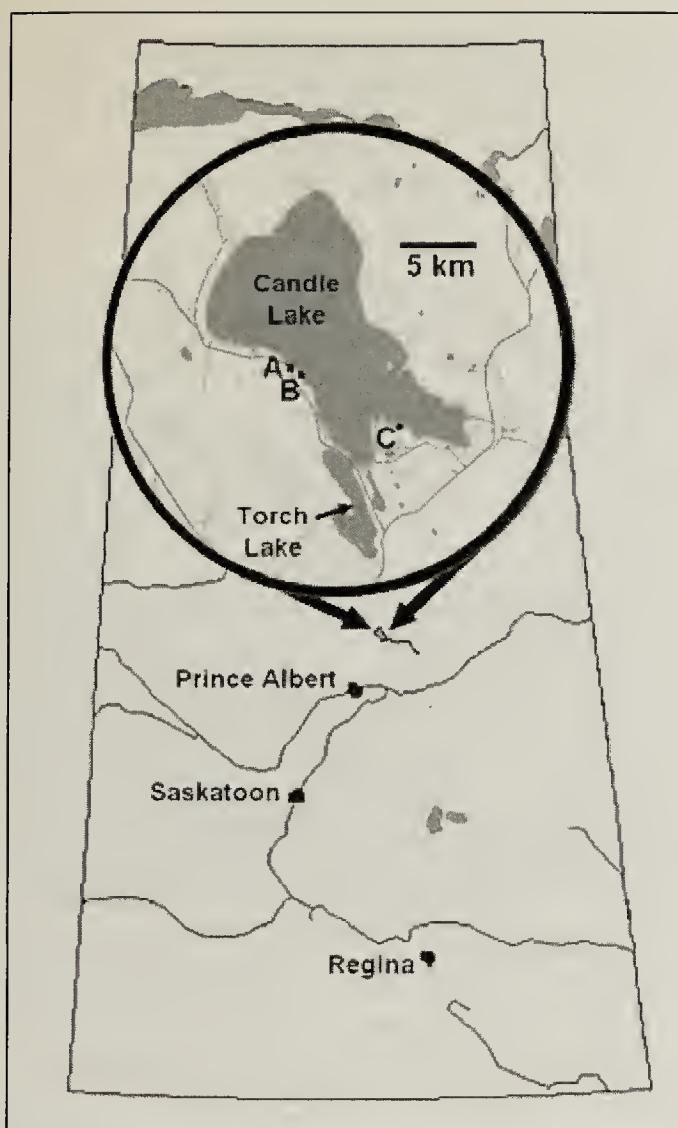 5 km
Candle
Lake
A
B
C
Torch
Lake
Prince Albert
Saskatoon
Regina